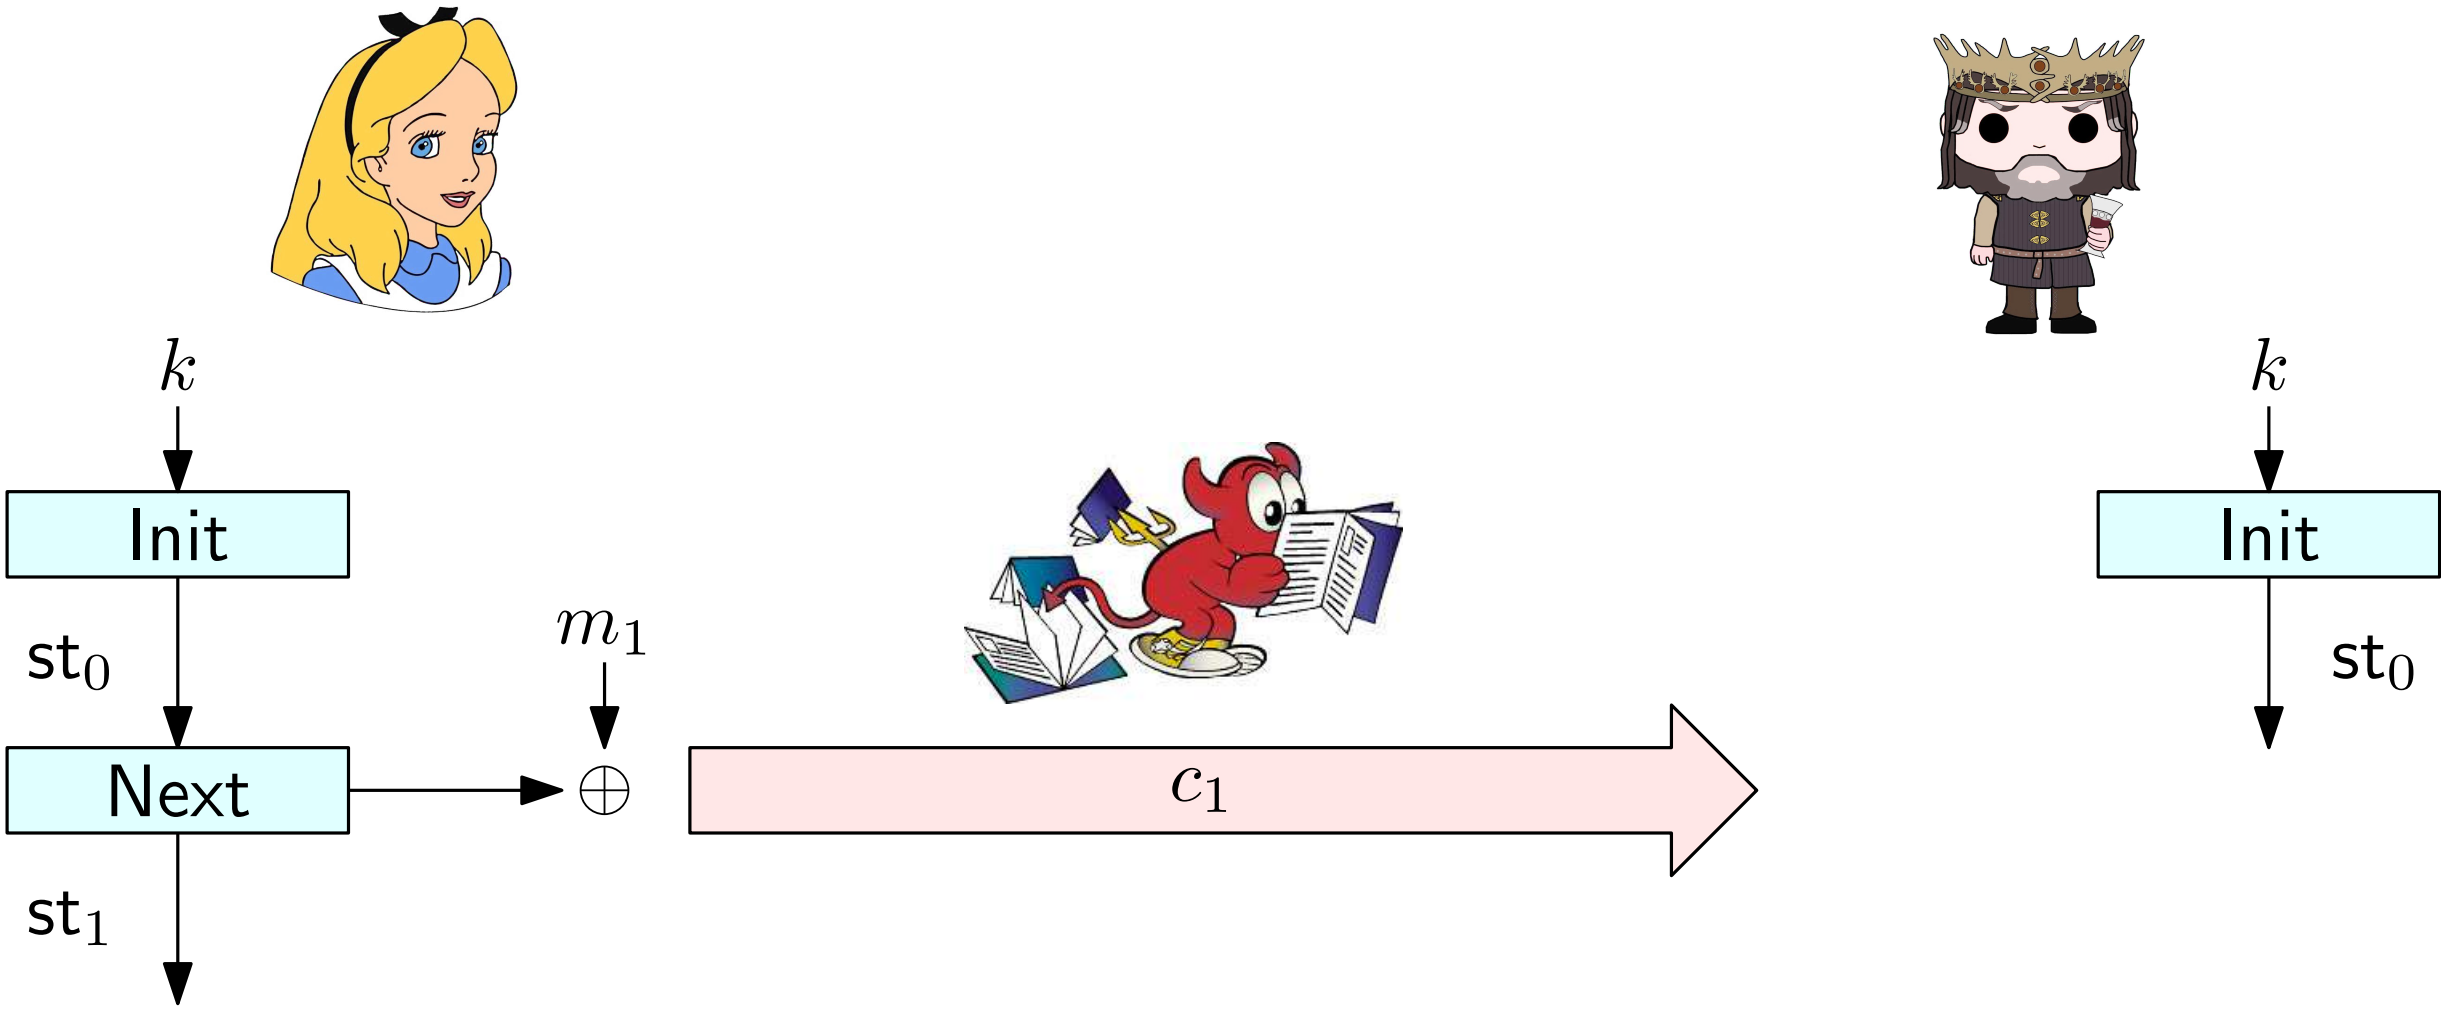 k
k
Init
Init
st₀
m₁
st₀
Next
c₁
st₁